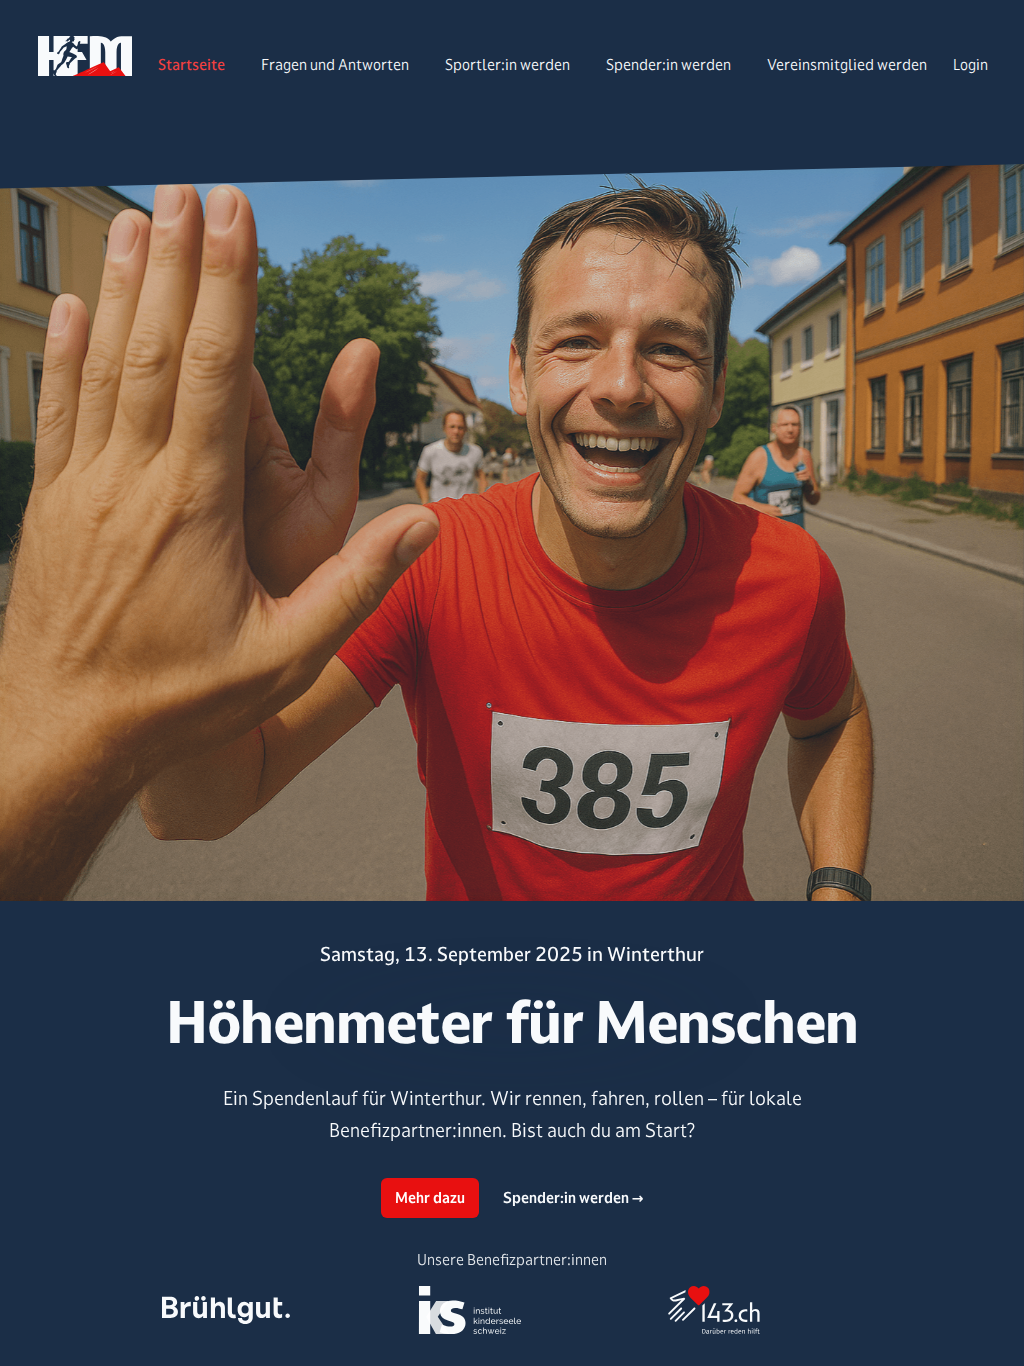 HFM
Startseite
Fragen und Antworten
Sportler:in werden
Spender:in werden
Vereinsmitglied werden
Login
385
Samstag, 13. September 2025 in Winterthur
Höhenmeter für Menschen
Ein Spendenlauf für Winterthur. Wir rennen, fahren, rollen – für lokale
Benefizpartner:innen. Bist auch du am Start?
Mehr dazu
Spender:in werden →
Unsere Benefizpartner:innen
Brühlgut.
iks
institut
kinderseele
schweiz
143.ch
Darüber reden hilft